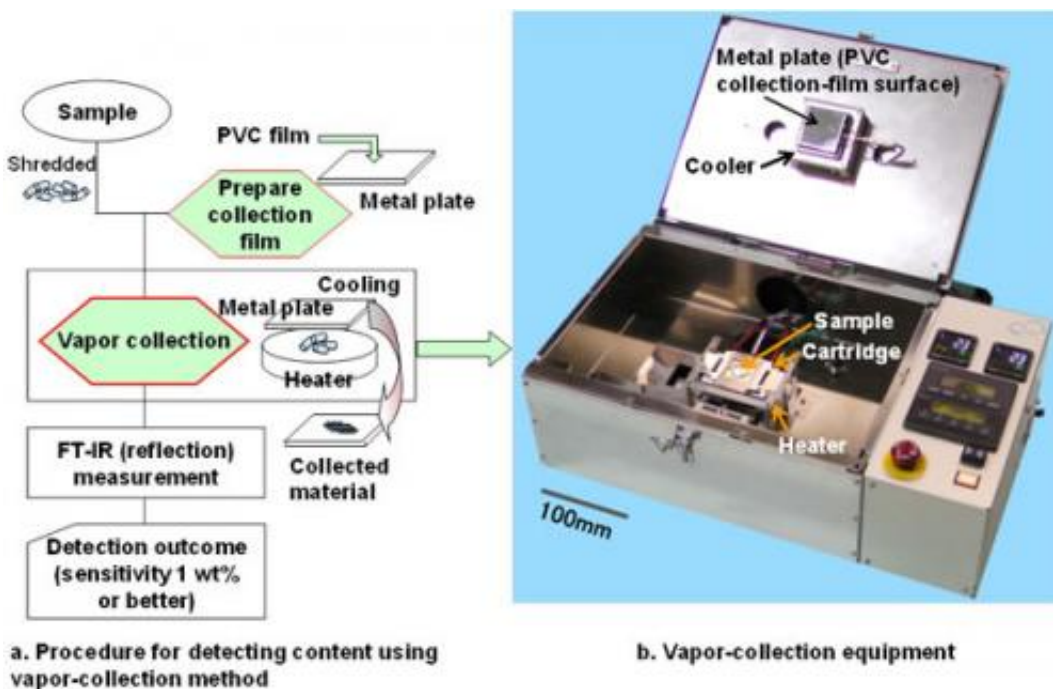 Sample
Shredded
PVC film
Metal plate
Prepare
collection
film
Cooling
Metal plate
Vapor collection
Heater
FT-IR (reflection)
measurement
Collected
material
Detection outcome
(sensitivity 1 wt%
or better)
a. Procedure for detecting content using
vapor-collection method
Metal plate (PVC
collection-film surface)
Cooler
Sample
Cartridge
Heater
100mm
b. Vapor-collection equipment